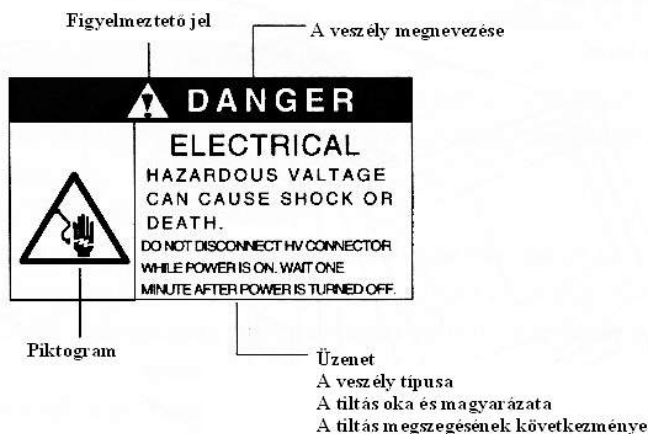 Figyelmeztető jel
A veszély megnevezése
DANGER
ELECTRICAL
HAZARDOUS VALTAGE
CAN CAUSE SHOCK OR
DEATH.
DO NOT DISCONNECT HV CONNECTOR
WHILE POWER IS ON. WAIT ONE
MINUTE AFTER POWER IS TURNED OFF.
Piktogram
Üzenet
A veszély típusa
A tiltás oka és magyarázata
A tiltás megszegésének következménye